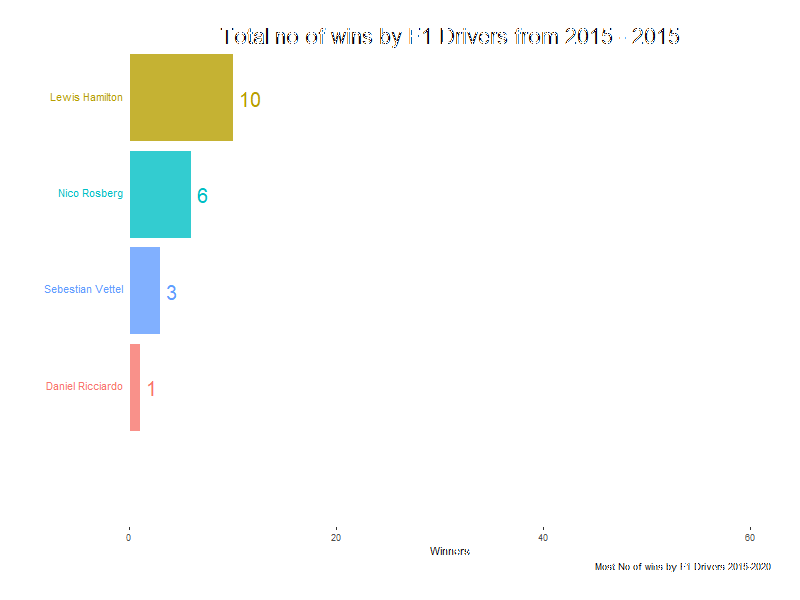 Total no of wins by F1 Drivers from 2015 - 2015
Lewis Hamilton
10
Nico Rosberg
6
Sebestian Vettel
3
Daniel Ricciardo
1
0
20
40
60
Winners
Most No of wins by F1 Drivers 2015-2020